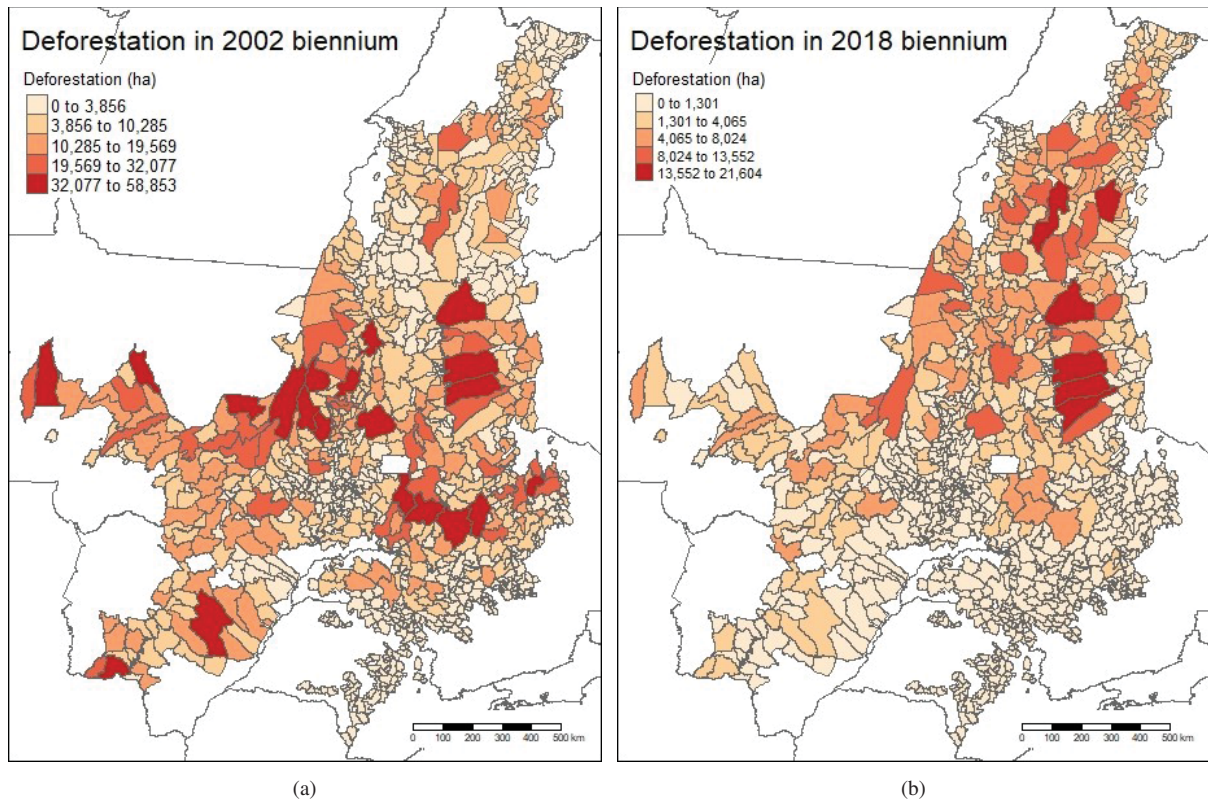 Deforestation in 2002 biennium
Deforestation (ha)
0 to 3,856
3,856 to 10,285
10,285 to 19,569
19,569 to 32,077
32,077 to 58,853
0 100 200 300 400 500 km
(a)
Deforestation in 2018 biennium
Deforestation (ha)
0 to 1,301
1,301 to 4,065
4,065 to 8,024
8,024 to 13,552
13,552 to 21,604
0 100 200 300 400 500 km
(b)